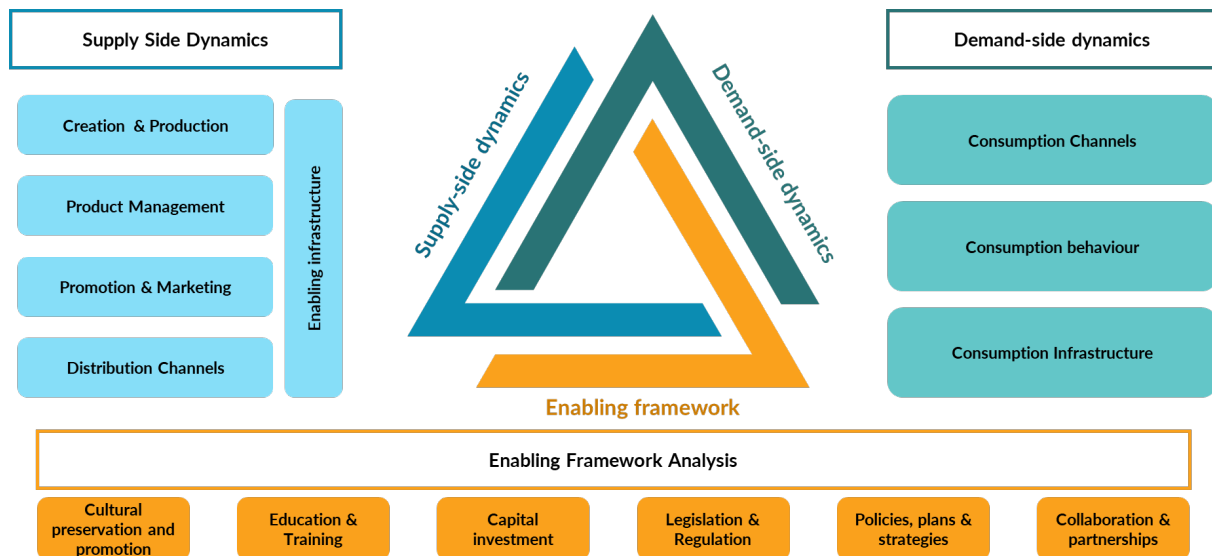 Supply Side Dynamics
Creation & Production
Product Management
Promotion & Marketing
Distribution Channels
Enabling infrastructure
Supply-side dynamics
Demand-side dynamics
Enabling framework
Demand-side dynamics
Consumption Channels
Consumption behaviour
Consumption Infrastructure
Enabling Framework Analysis
Cultural
preservation and
promotion
Education &
Training
Capital
investment
Legislation &
Regulation
Policies, plans &
strategies
Collaboration &
partnerships